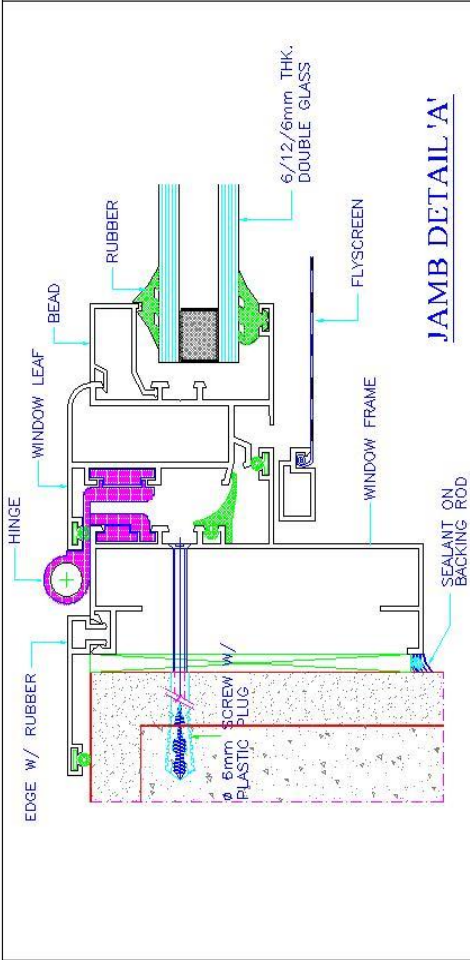 EDGE W/ RUBBER
HINGE
WINDOW LEAF
BEAD
RUBBER
6/12/6mm THK.
DOUBLE GLASS
ø 6mm SCREW W/
PLASTIC PLUG
SEALANT ON
BACKING ROD
WINDOW FRAME
FLYSCREEN
JAMB DETAIL 'A'